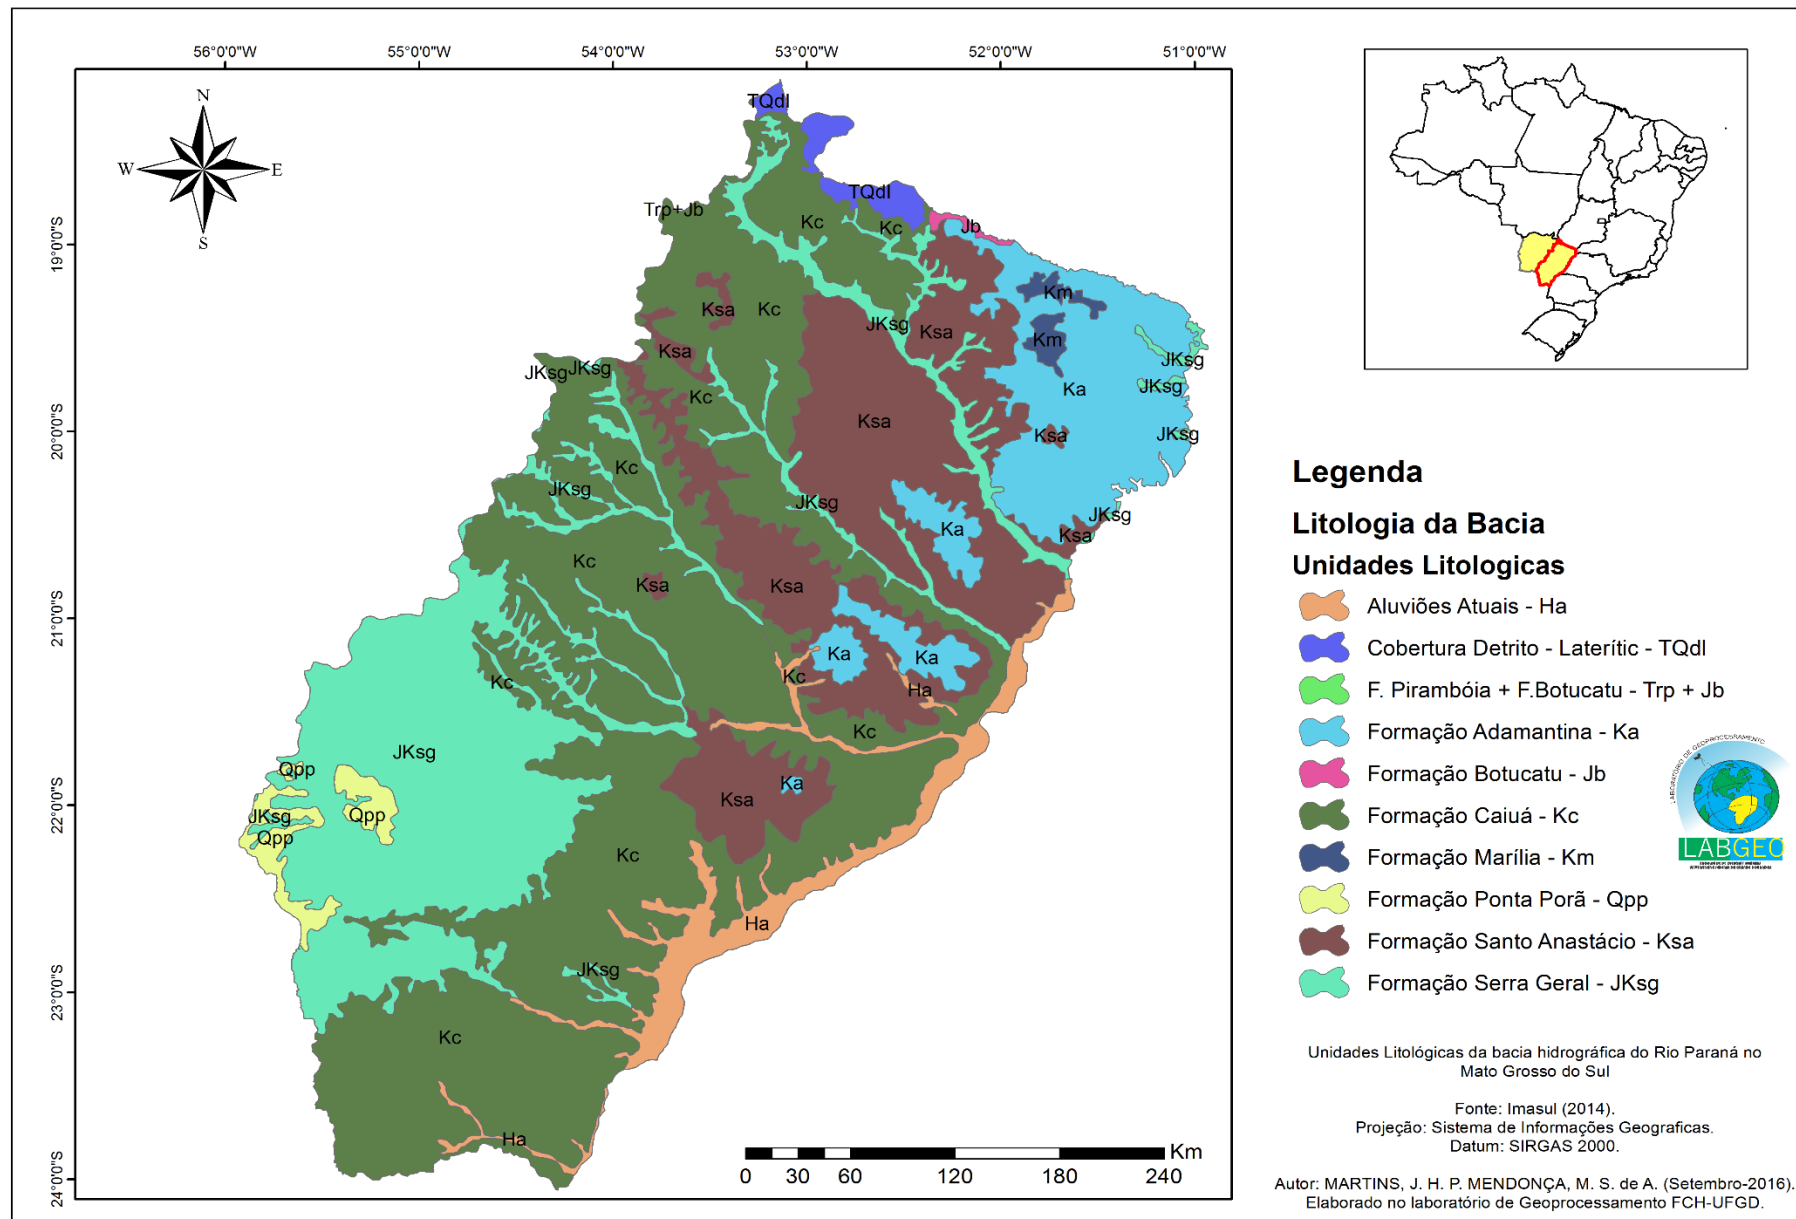 56°0'0"W
55°0'0"W
54°0'0"W
53°0'0"W
52°0'0"W
51°0'0"W
19°0'0"S
20°0'0"S
21°0'0"S
22°0'0"S
23°0'0"S
24°0'0"S
N
W
E
S
TQdl
TQdl
Trp+Jb
Kc
Kc
Jb
Km
Ksa
Kc
JKsg
Ksa
Km
Ksa
JKsg
JKsg
JKsg
JKsg
Kc
Ka
Ksa
Ksa
JKsg
Kc
JKsg
JKsg
JKsg
Ka
Ksa
Kc
Ksa
Ksa
Ka
Ka
Kc
Kc
Ha
Kc
JKsg
Qpp
Ka
Ksa
JKsg
Qpp
Qpp
Kc
Ha
JKsg
Kc
Ha
Km
0 30 60 120 180 240
Legenda
Litologia da Bacia
Unidades Litologicas
Aluviões Atuais - Ha
Cobertura Detrito - Laterític - TQdl
F. Pirambóia + F.Botucatu - Trp + Jb
Formação Adamantina - Ka
Formação Botucatu - Jb
Formação Caiuá - Kc
Formação Marília - Km
Formação Ponta Porã - Qpp
Formação Santo Anastácio - Ksa
Formação Serra Geral - JKsg
LABORATÓRIO DE GEOPROCESSAMENTO
LABGEO
Unidades Litológicas da bacia hidrográfica do Rio Paraná no
Mato Grosso do Sul
Fonte: Imasul (2014).
Projeção: Sistema de Informações Geograficas.
Datum: SIRGAS 2000.
Autor: MARTINS, J. H. P. MENDONÇA, M. S. de A. (Setembro-2016).
Elaborado no laboratório de Geoprocessamento FCH-UFGD.